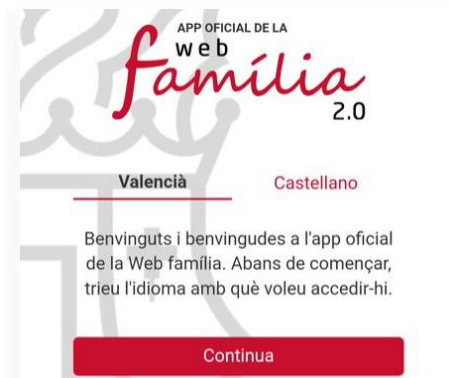 APP OFICIAL DE LA
web
família
2.0
Valencià Castellano
Benvinguts i benvingudes a l'app oficial
de la Web família. Abans de començar,
trieu l'idioma amb què voleu accedir-hi.
Continua